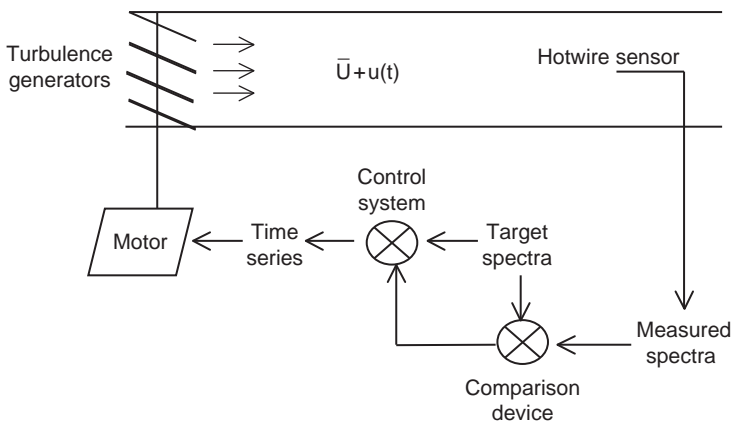 Turbulence
generators
U̅+u(t)
Hotwire sensor
Control
system
Motor
Time
series
Target
spectra
Measured
spectra
Comparison
device